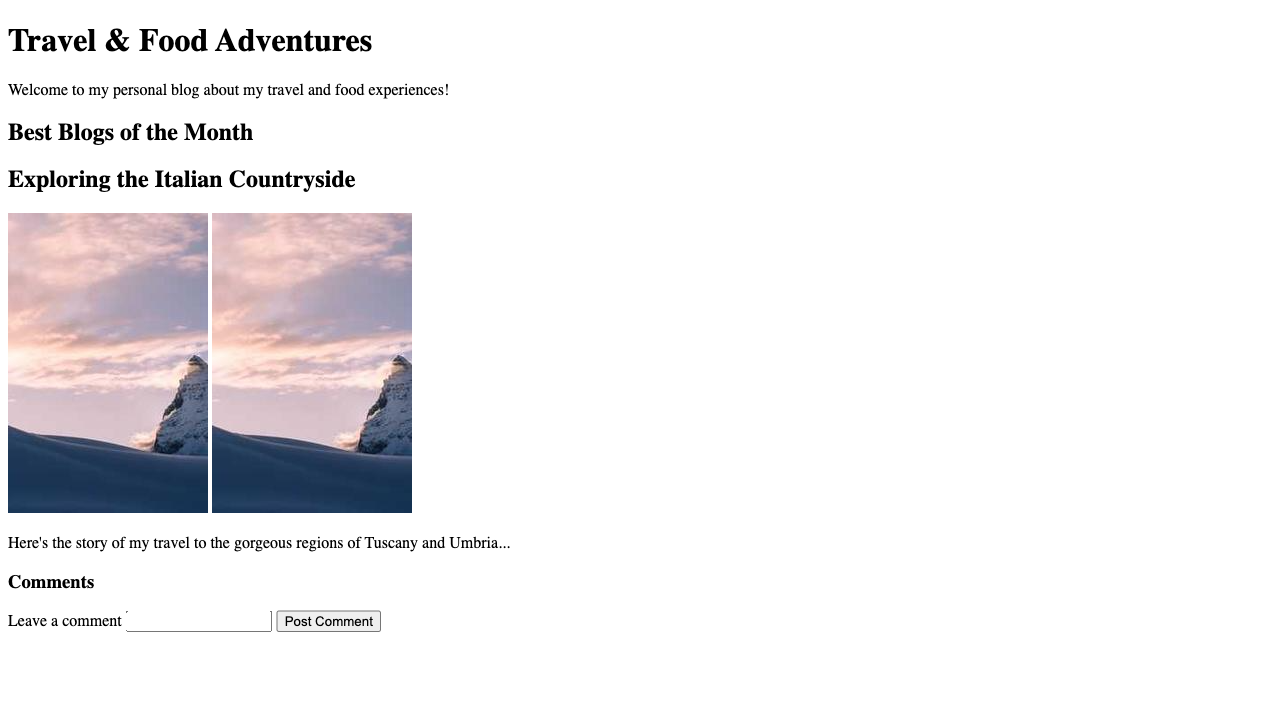 Travel & Food Adventures
Welcome to my personal blog about my travel and food experiences!
Best Blogs of the Month
Exploring the Italian Countryside
Here's the story of my travel to the gorgeous regions of Tuscany and Umbria...
Comments
Leave a comment Post Comment